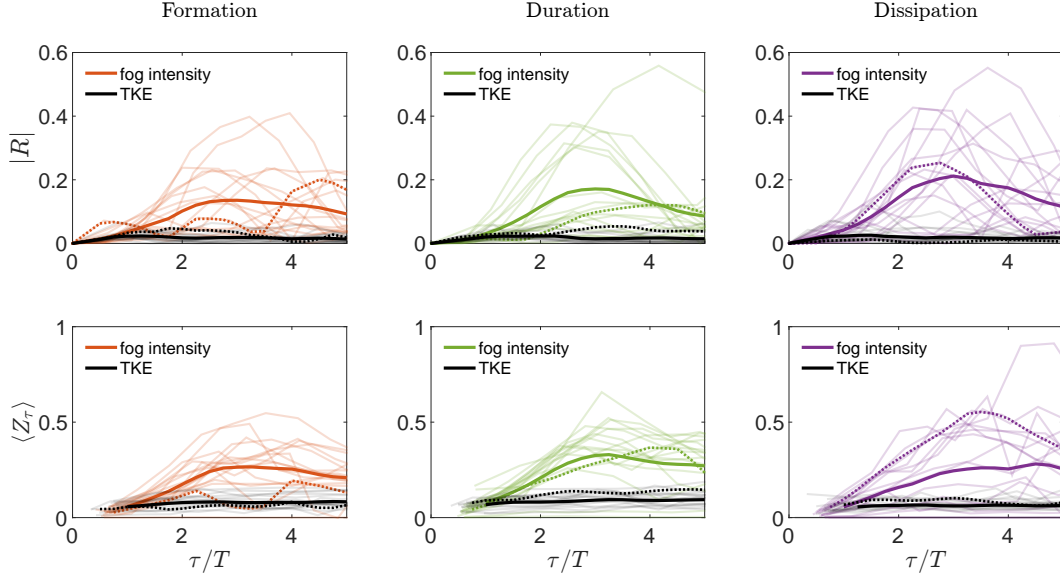 Formation Duration Dissipation
0.6 0.6 0.6
fog intensity fog intensity fog intensity
TKE TKE TKE
0.4 0.4 0.4
|R|
0.2 0.2 0.2
0 0 0
0 2 4 0 2 4 0 2 4
1 1 1
fog intensity fog intensity fog intensity
TKE TKE TKE
⟨Z_τ⟩
0.5 0.5 0.5
0 0 0
0 2 4 0 2 4 0 2 4
τ/T τ/T τ/T